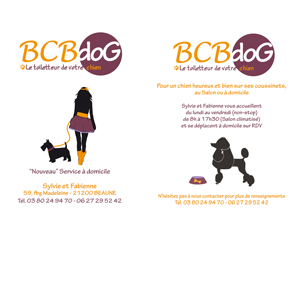 BCBdoG
Le toiletteur de votre chien
"Nouveau" Service à domicile
Sylvie et Fabienne
59, Fbg Madeleine - 21200 BEAUNE
Tél. 03 80 24 94 70 - 06 27 29 52 42
BCBdoG
Le toiletteur de votre chien
Pour un chien heureux et bien sur ses coussinets,
au Salon ou à domicile
Sylvie et Fabienne vous accueillent
du lundi au vendredi (non-stop)
de 8h à 17h30 (Salon climatisé)
et se déplacent à domicile sur RDV
N'hésitez pas à nous contacter pour plus de renseignements
Tél. 03 80 24 94 70 - 06 27 29 52 42